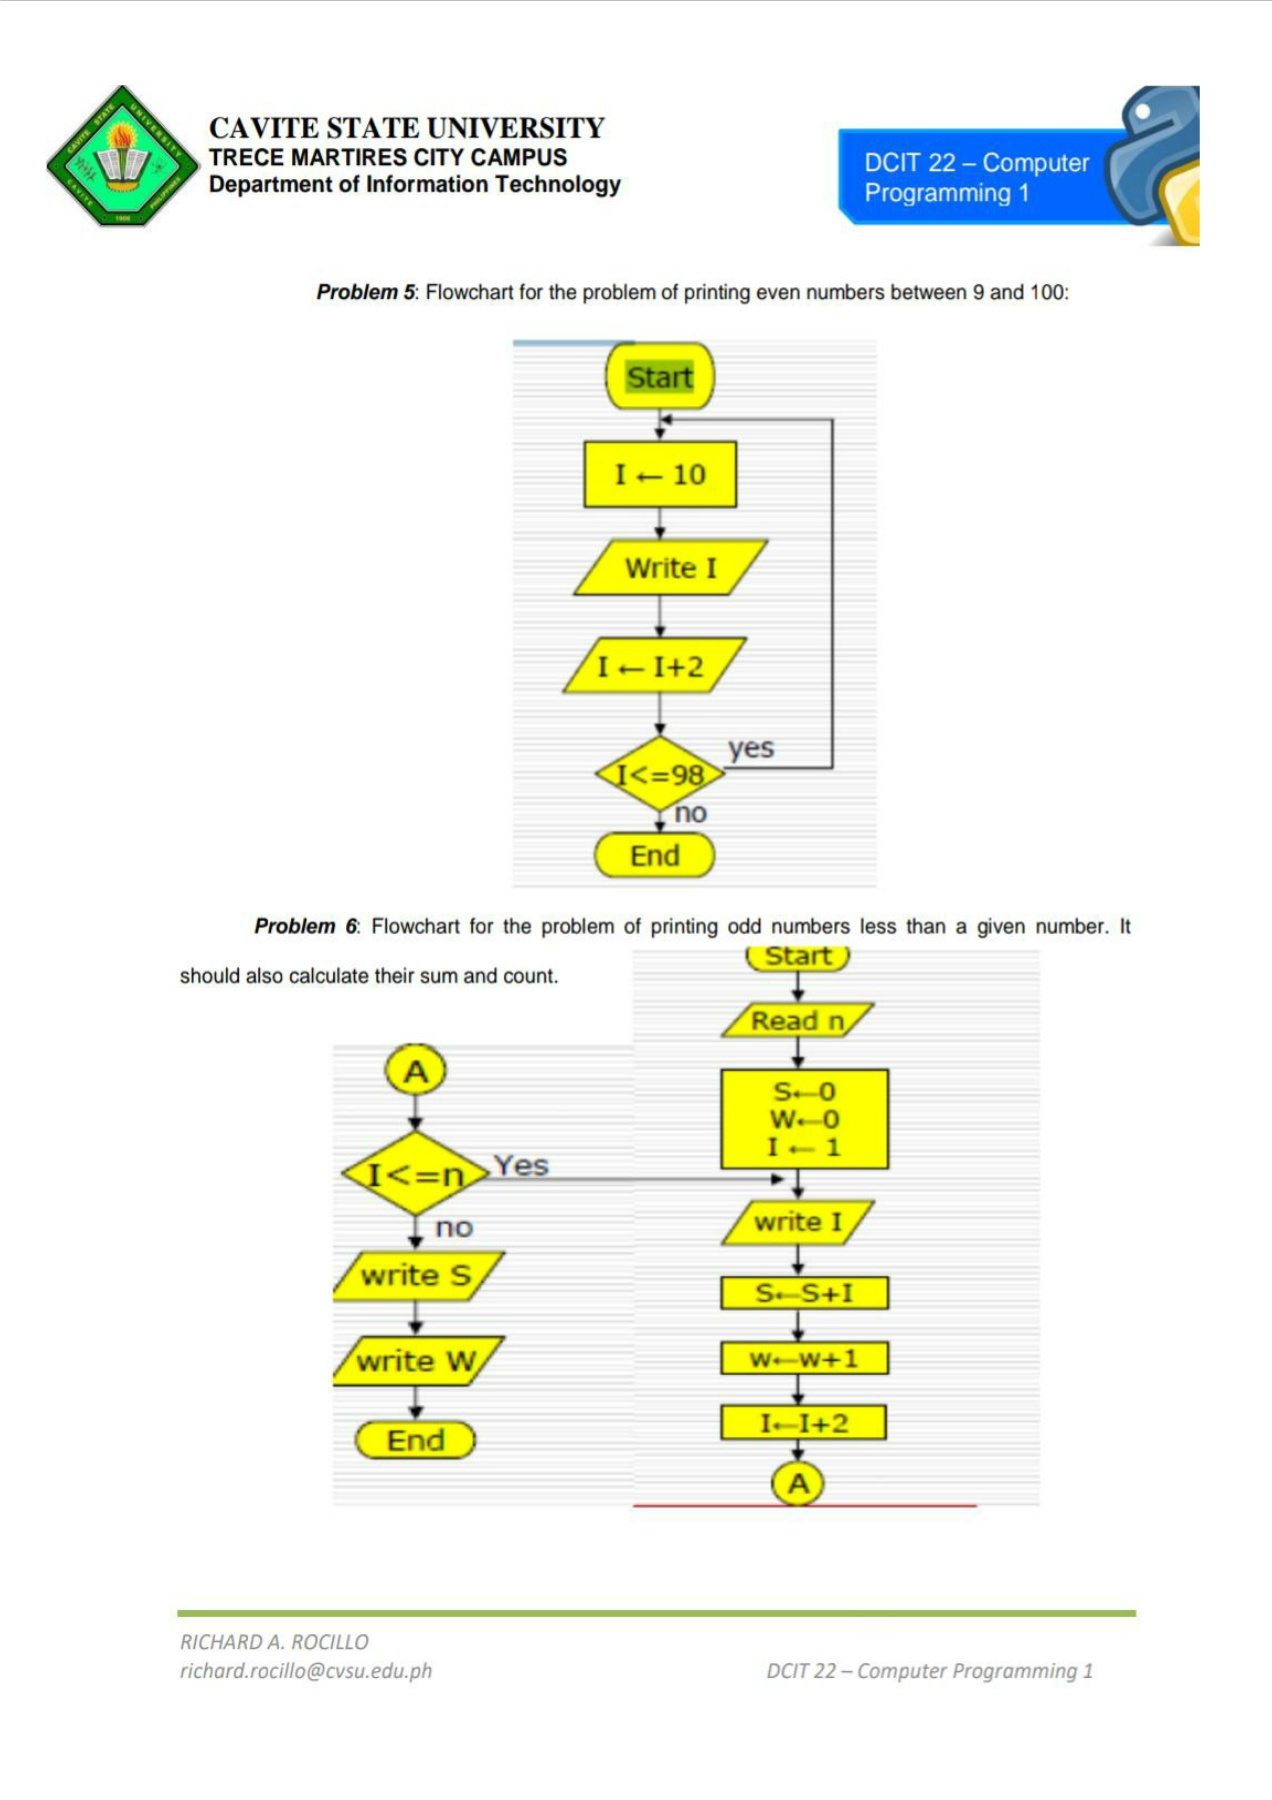 CAVITE STATE UNIVERSITY
TRECE MARTIRES CITY CAMPUS
Department of Information Technology
DCIT 22 – Computer
Programming 1
Problem 5: Flowchart for the problem of printing even numbers between 9 and 100:
Start
I ← 10
Write I
I ← I+2
I<=98
yes
no
End
Problem 6: Flowchart for the problem of printing odd numbers less than a given number. It
should also calculate their sum and count.
Start
Read n
S←0
W←0
I ← 1
write I
S←S+I
w←w+1
I←I+2
A
A
I<=n
Yes
no
write S
write W
End
RICHARD A. ROCILLO
richard.rocillo@cvsu.edu.ph
DCIT 22 – Computer Programming 1